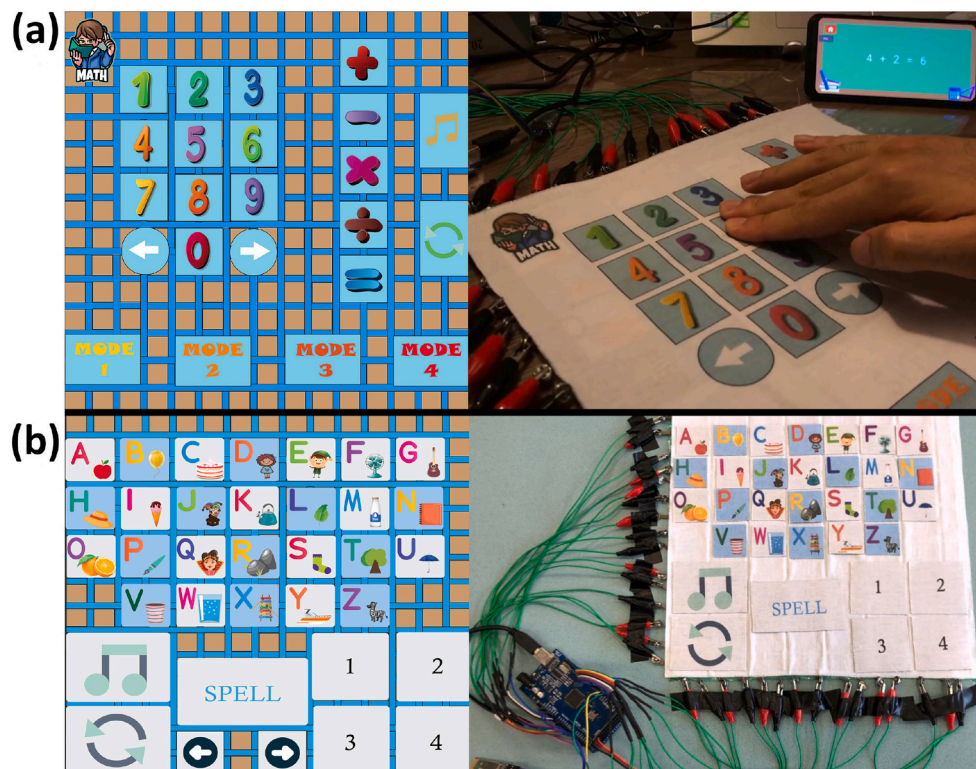 (a)
MATH
1 2 3 +
4 5 6 −
7 8 9 ×
0 ÷
=
MODE 1
MODE 2
MODE 3
MODE 4
4 + 2 = 6
+
1 2 3
MATH
4 5
7 8
0
(b)
A B C D E F G
H I J K L M N
O P Q R S T U
V W X Y Z
1 2
SPELL
3 4
A B C D E F G
H I J K L M N
O P Q R S T U
V W X Y Z
1 2
SPELL
3 4